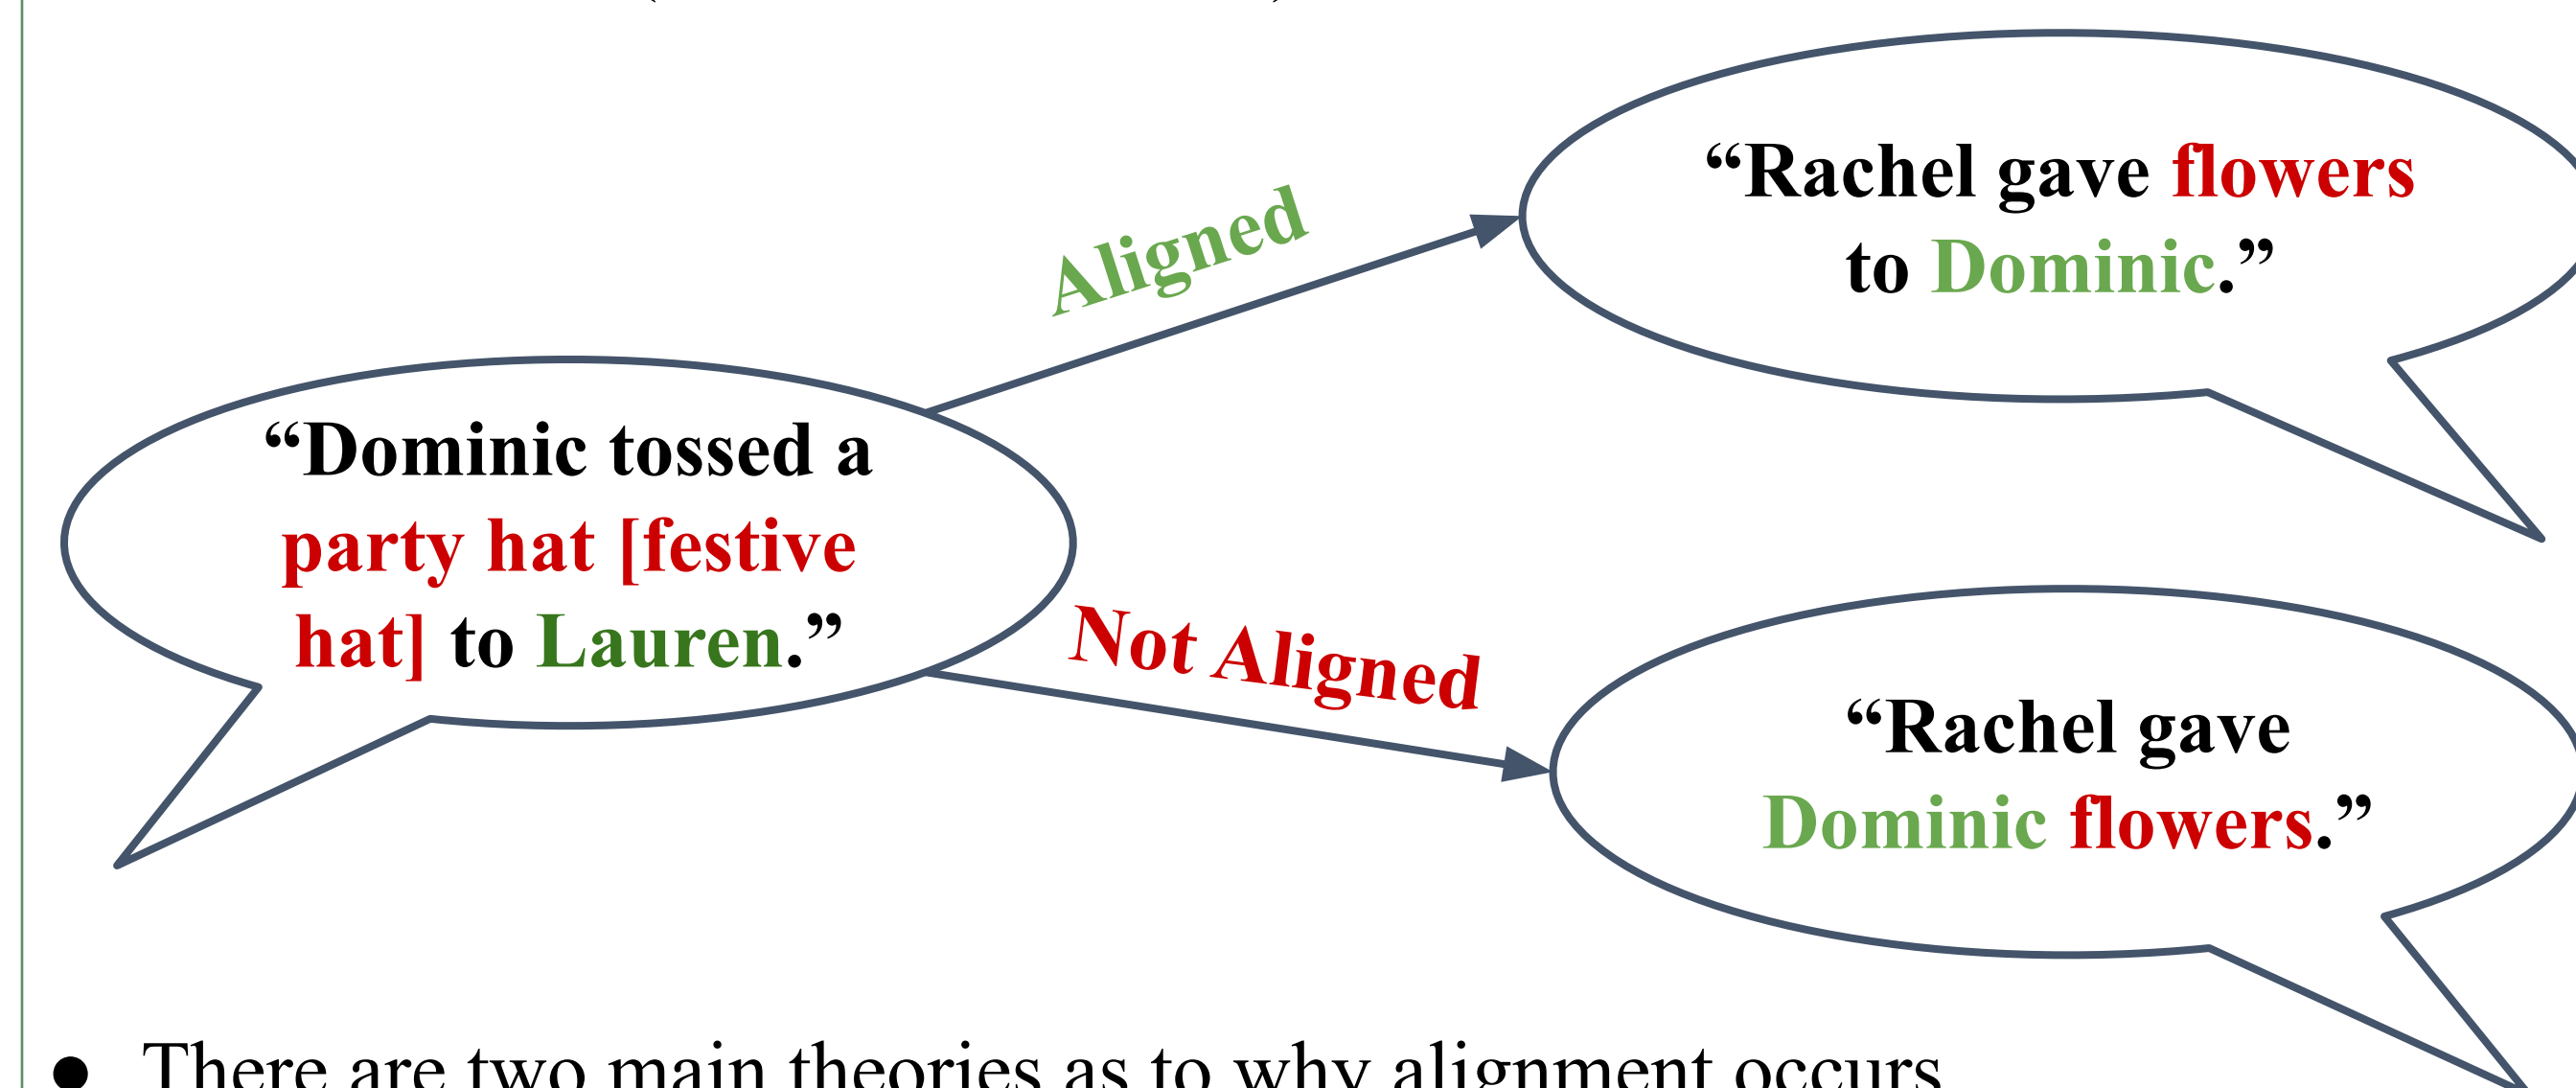 “Dominic tossed a
party hat [festive
hat] to Lauren.”
Aligned
“Rachel gave flowers
to Dominic.”
Not Aligned
“Rachel gave
Dominic flowers.”
● There are two main theories as to why alignment occurs